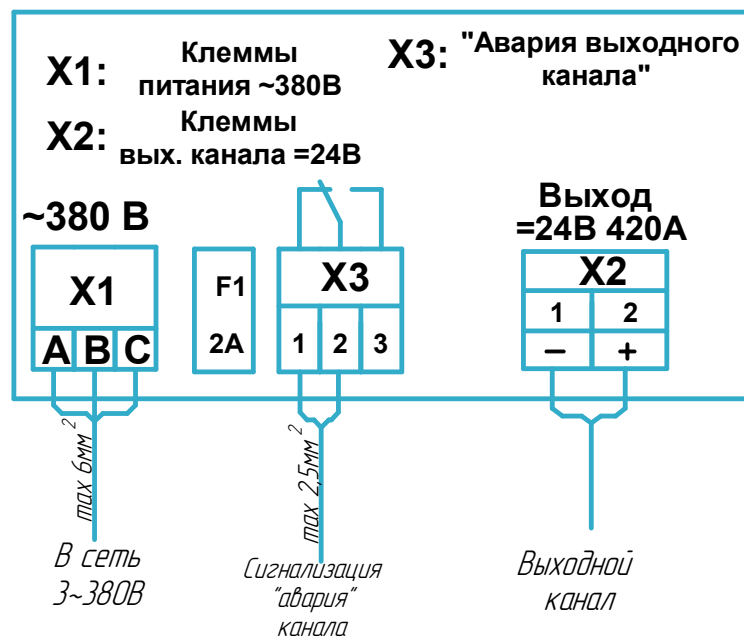 X1: Клеммы
питания ~380В
X3: "Авария выходного
канала"
X2: Клеммы
вых. канала =24В
~380 В
Выход
=24В 420А
X1
F1
X3
X2
1 2
2А
1 2 3
A B C
− +
max 6мм²
max 2,5мм²
В сеть
3~380В
Сигнализация
"авария"
канала
Выходной
канал